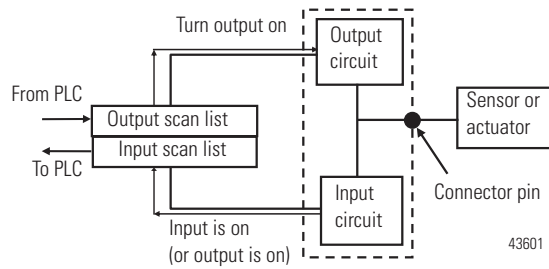 Turn output on
Output
circuit
From PLC
Output scan list
Input scan list
To PLC
Sensor or
actuator
Input
circuit
Connector pin
Input is on
(or output is on)
43601